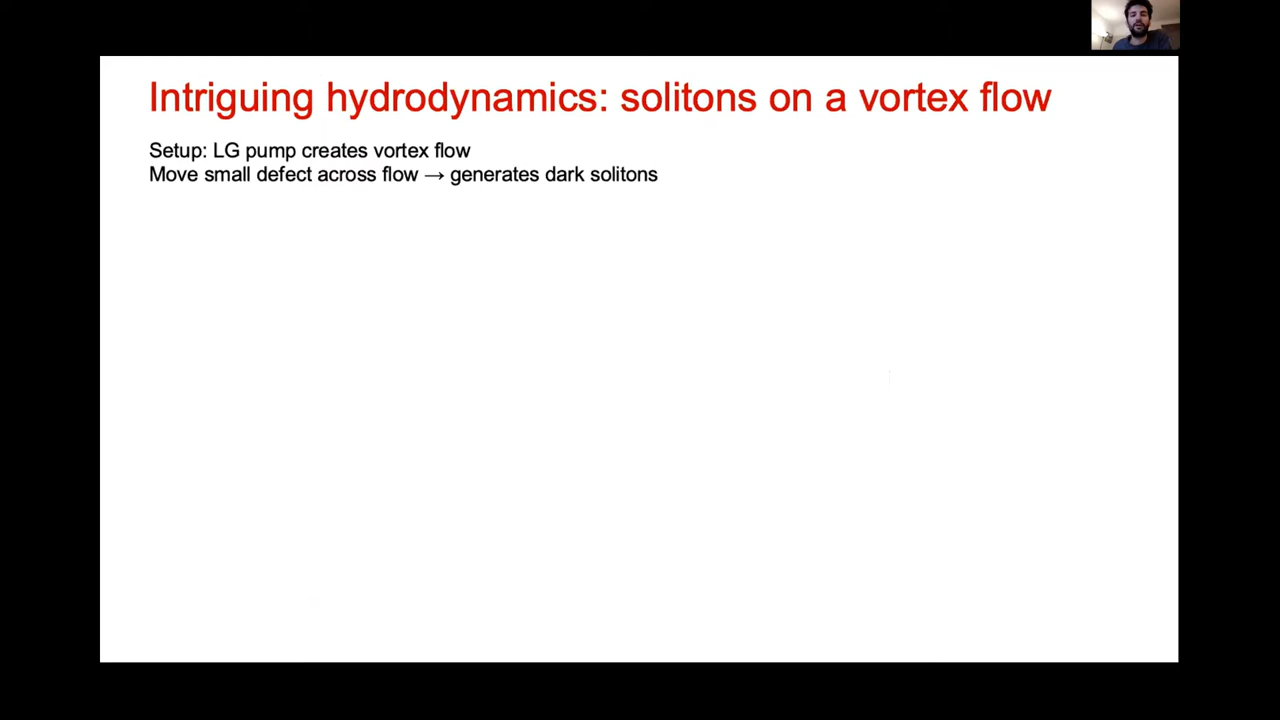 Intriguing hydrodynamics: solitons on a vortex flow
Setup: LG pump creates vortex flow
Move small defect across flow → generates dark solitons